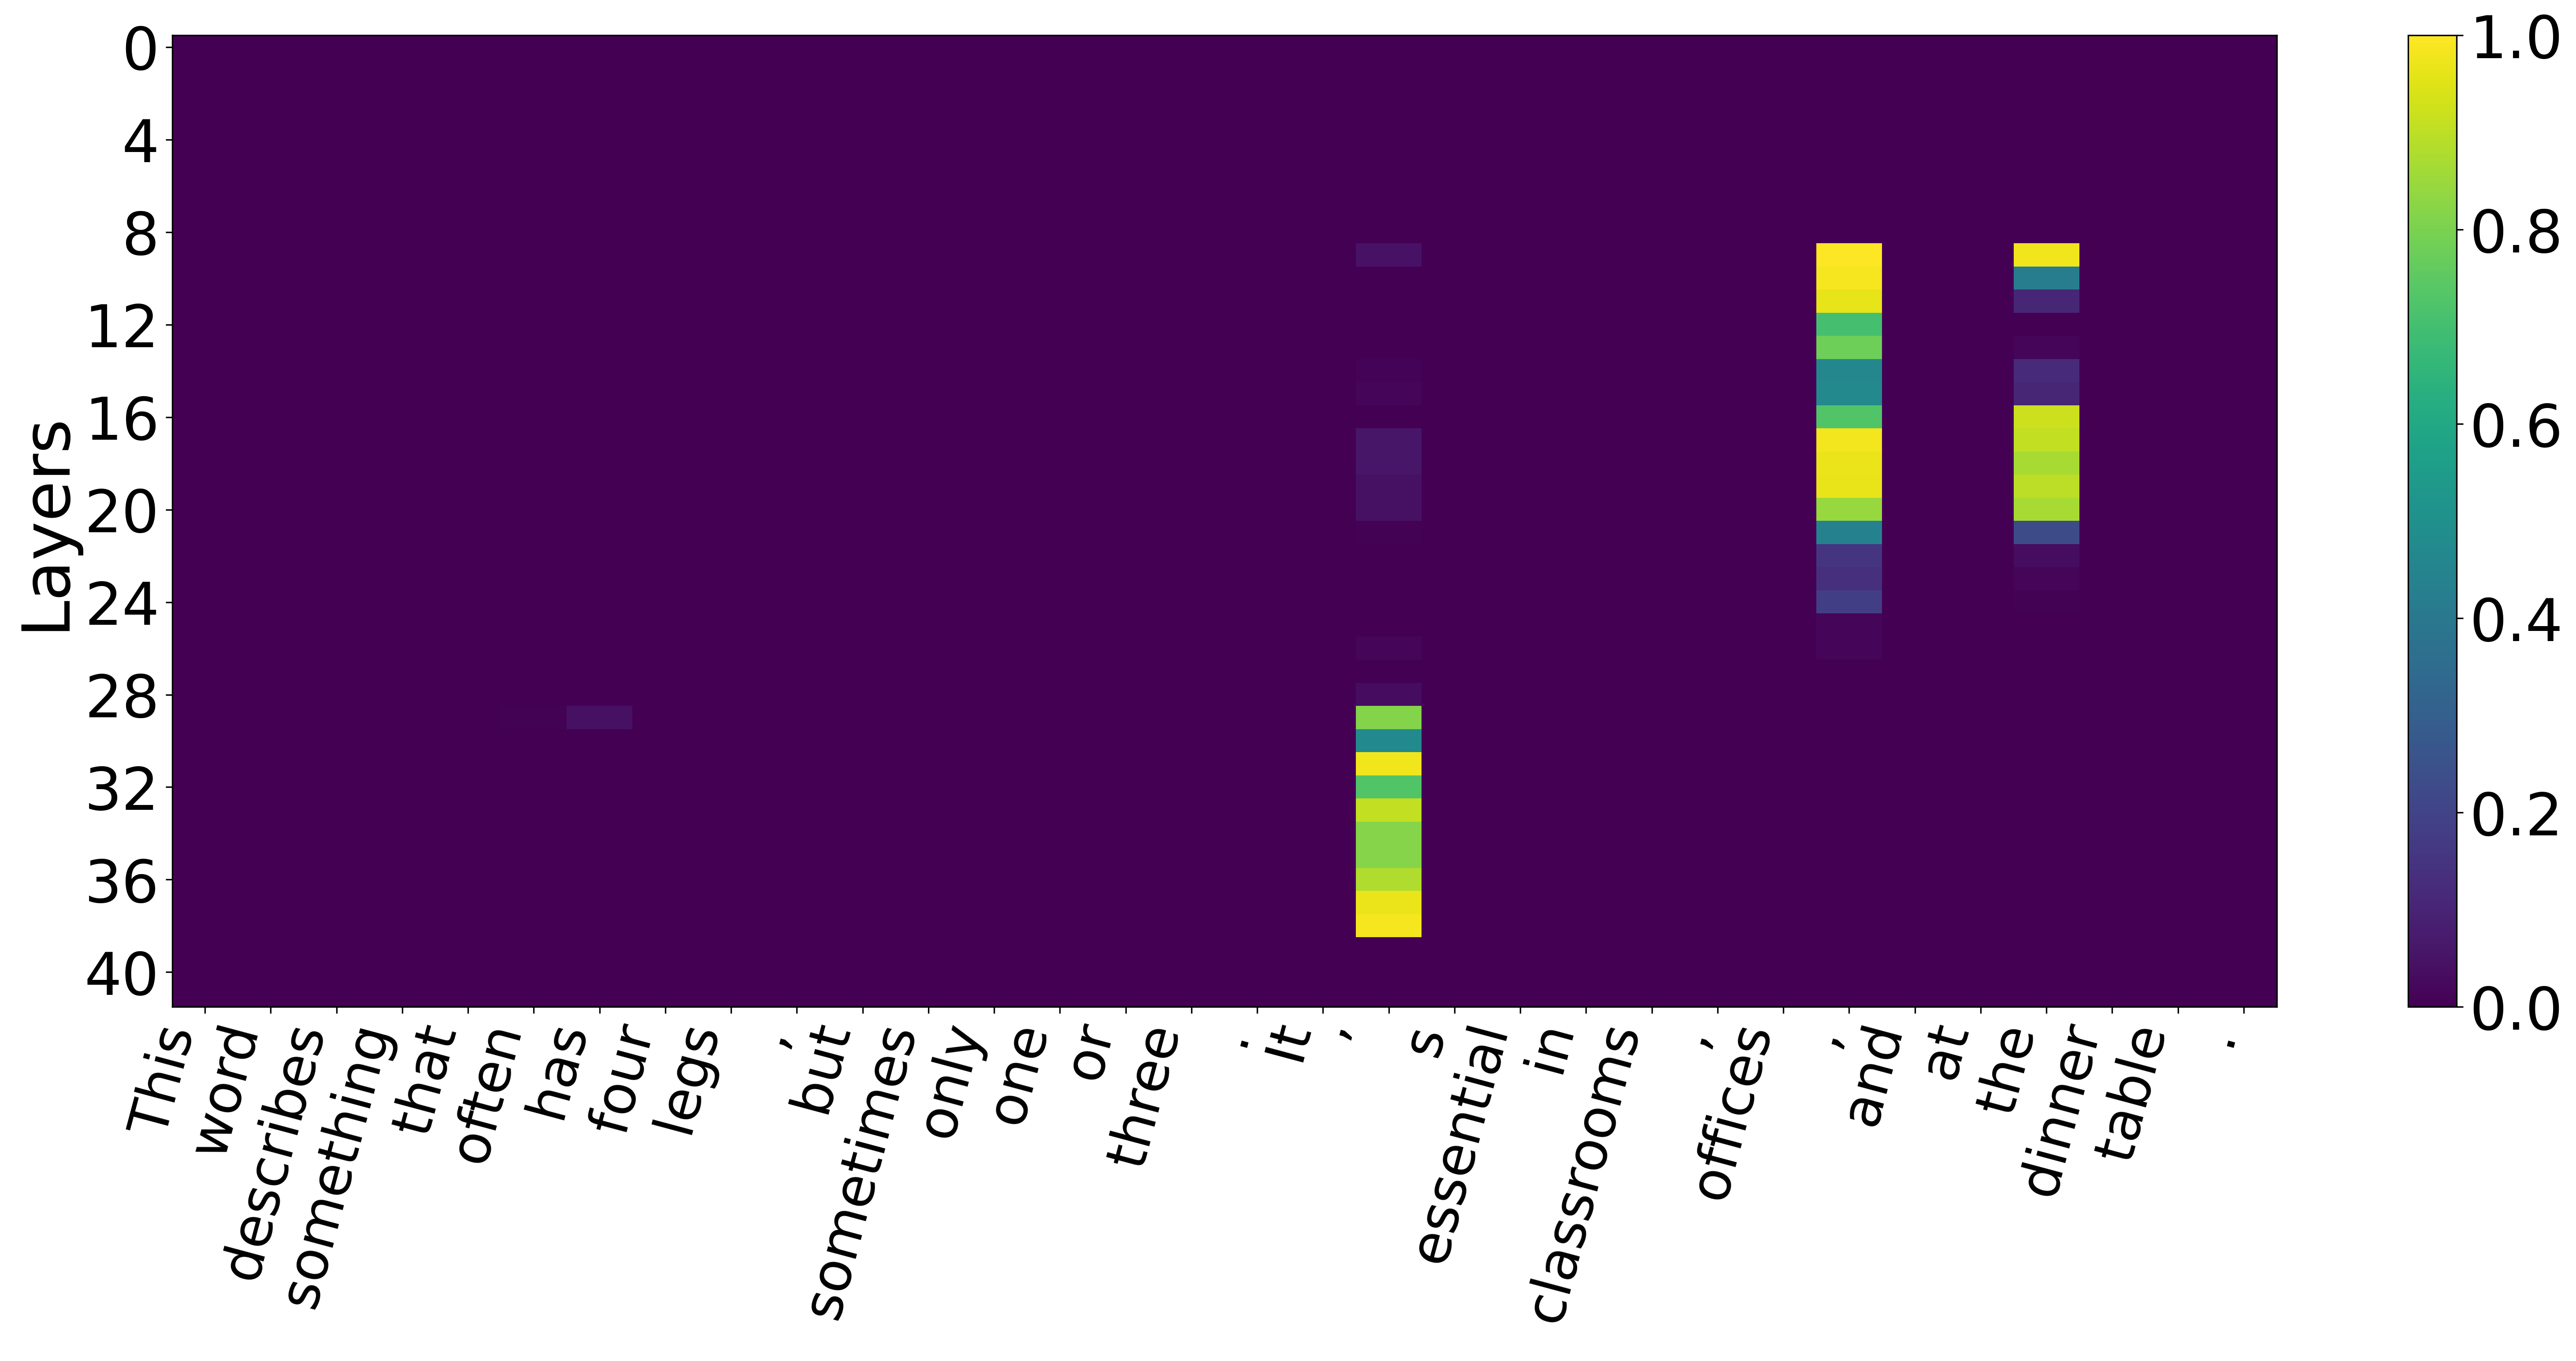 Layers
0
4
8
12
16
20
24
28
32
36
40
This
word
describes
something
that
often
has
four
legs
,
but
sometimes
only
one
or
three
.
It
’
s
essential
in
classrooms
,
offices
,
and
at
the
dinner
table
.
1.0
0.8
0.6
0.4
0.2
0.0